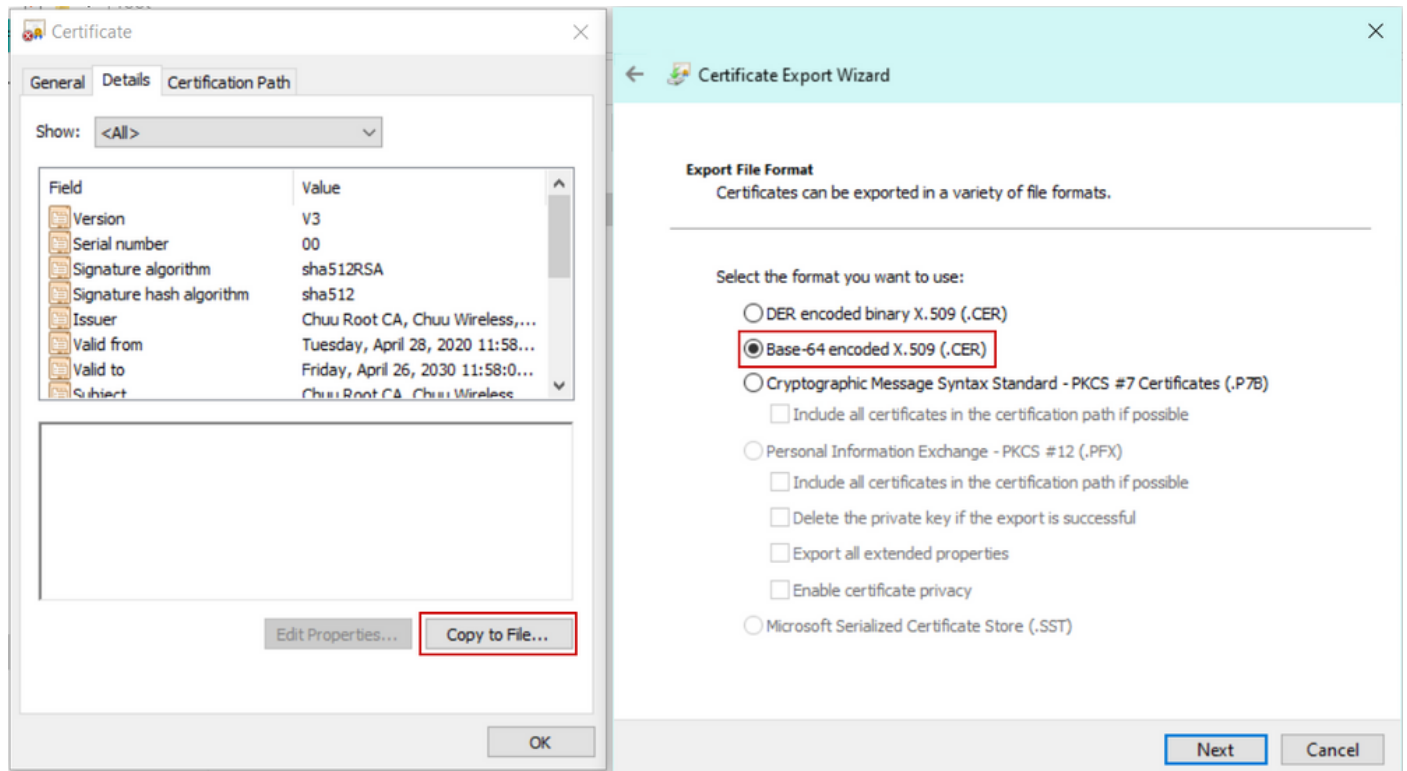 Certificate
General Details Certification Path
Show: <All>
Field Value
Version V3
Serial number 00
Signature algorithm sha512RSA
Signature hash algorithm sha512
Issuer Chuu Root CA, Chuu Wireless,...
Valid from Tuesday, April 28, 2020 11:58...
Valid to Friday, April 26, 2030 11:58:0...
Subject Chuu Root CA, Chuu Wireless
Edit Properties... Copy to File...
OK
Certificate Export Wizard
Export File Format
Certificates can be exported in a variety of file formats.
Select the format you want to use:
DER encoded binary X.509 (.CER)
Base-64 encoded X.509 (.CER)
Cryptographic Message Syntax Standard - PKCS #7 Certificates (.P7B)
Include all certificates in the certification path if possible
Personal Information Exchange - PKCS #12 (.PFX)
Include all certificates in the certification path if possible
Delete the private key if the export is successful
Export all extended properties
Enable certificate privacy
Microsoft Serialized Certificate Store (.SST)
Next Cancel